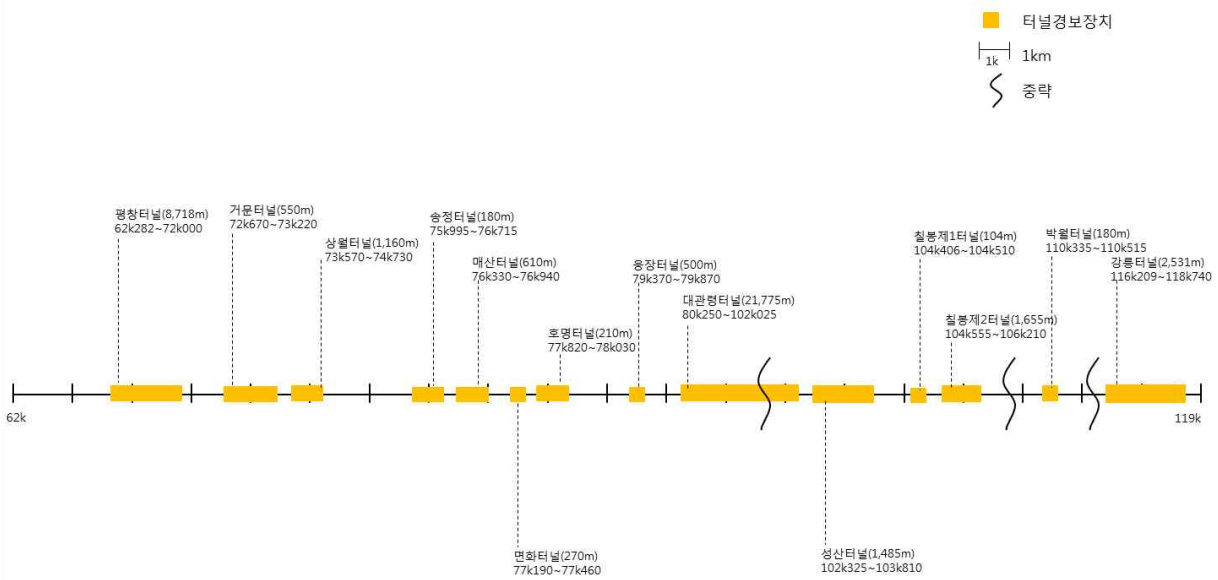 터널경보장치
1k
1km
중략
평창터널(8,718m)
62k282~72k000
거문터널(550m)
72k670~73k220
상월터널(1,160m)
73k570~74k730
송정터널(180m)
75k995~76k715
매산터널(610m)
76k330~76k940
호명터널(210m)
77k820~78k030
웅장터널(500m)
79k370~79k870
대관령터널(21,775m)
80k250~102k025
칠봉제1터널(104m)
104k406~104k510
칠봉제2터널(1,655m)
104k555~106k210
박월터널(180m)
110k335~110k515
강릉터널(2,531m)
116k209~118k740
62k
119k
면화터널(270m)
77k190~77k460
성산터널(1,485m)
102k325~103k810